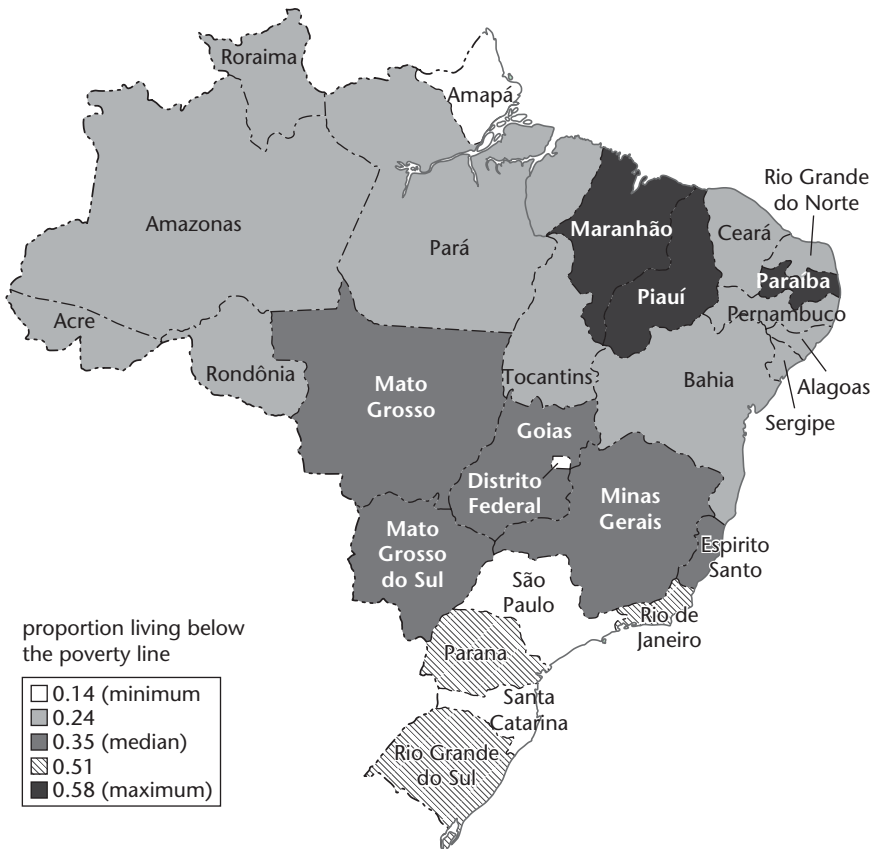 Roraima
Amapá
Rio Grande
do Norte
Amazonas
Pará
Maranhão
Ceará
Piauí
Paraíba
Pernambuco
Acre
Rondônia
Mato
Grosso
Tocantins
Bahia
Alagoas
Sergipe
Goias
Distrito
Federal
Minas
Gerais
Mato
Grosso
do Sul
Espirito
Santo
São
Paulo
Rio de
Janeiro
Parana
Santa
Catarina
Rio Grande
do Sul
proportion living below
the poverty line
0.14 (minimum
0.24
0.35 (median)
0.51
0.58 (maximum)